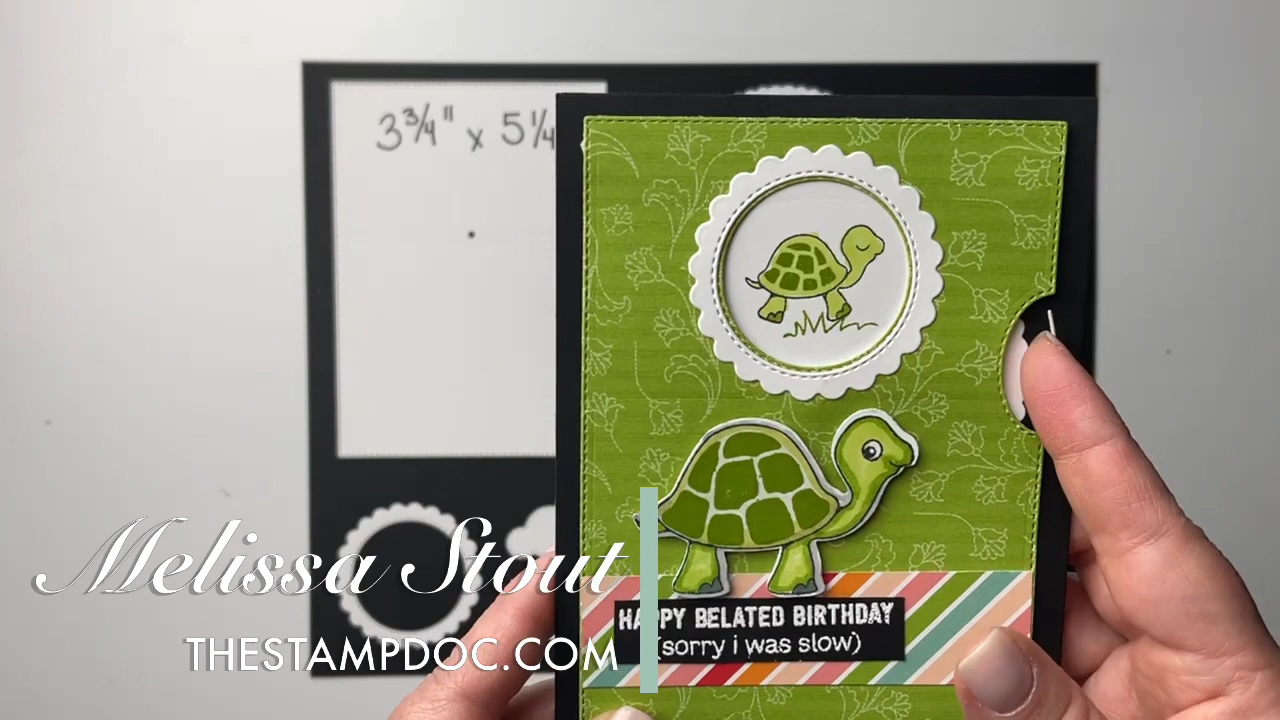 3¾" x 5¼
HAPPY BELATED BIRTHDAY
(sorry i was slow)
Melissa Stout
THESTAMPDOC.COM